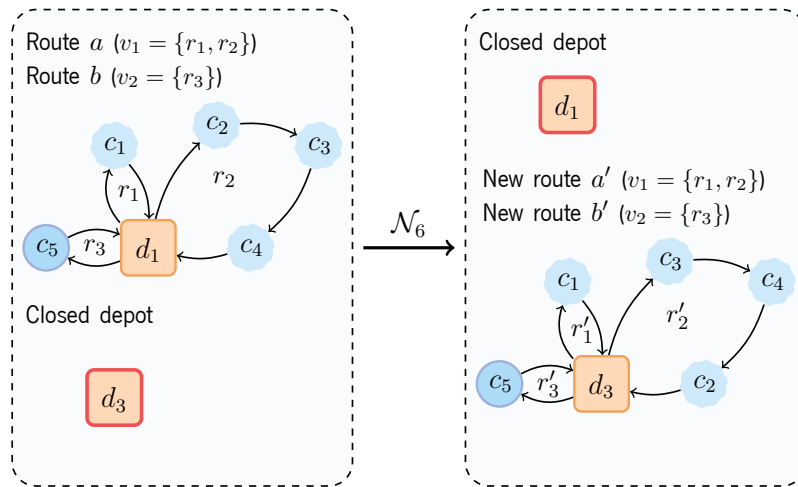 Route a (v₁ = {r₁, r₂})
Route b (v₂ = {r₃})
c₁
c₂
c₃
r₁
r₂
c₅
r₃
d₁
c₄
Closed depot
d₃
𝒩₆
Closed depot
d₁
New route a′ (v₁ = {r₁, r₂})
New route b′ (v₂ = {r₃})
c₁
c₃
c₄
r′₁
r′₂
c₅
r′₃
d₃
c₂